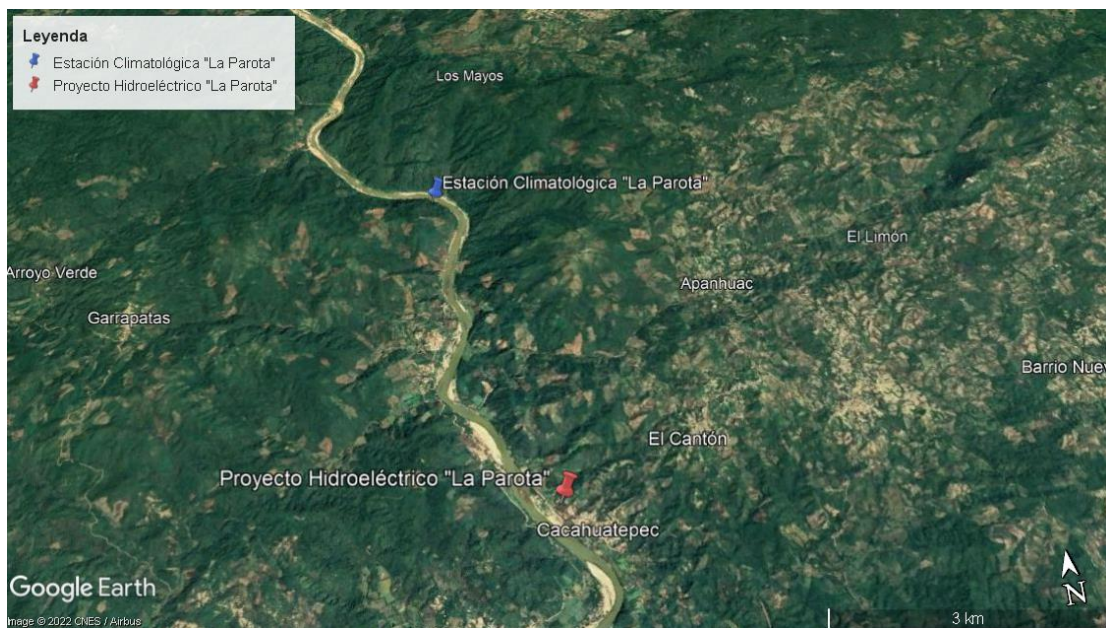 Leyenda
Estación Climatológica "La Parota"
Proyecto Hidroeléctrico "La Parota"
Los Mayos
Estación Climatológica "La Parota"
El Limón
Arroyo Verde
Apanhuac
Garrapatas
Barrio Nuev
El Cantón
Proyecto Hidroeléctrico "La Parota"
Cacahuatepec
Google Earth
N
Image © 2022 CNES / Airbus
3 km